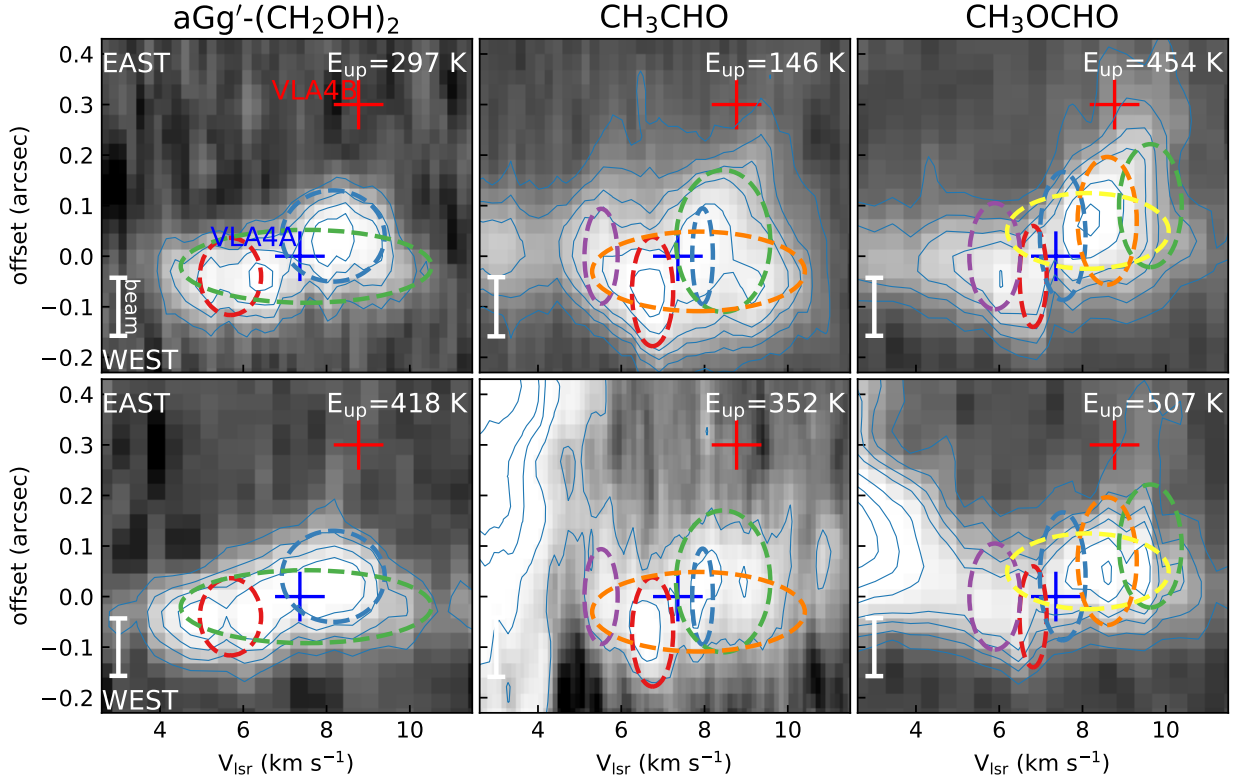 aGg′-(CH₂OH)₂ CH₃CHO CH₃OCHO
0.4 EAST Eᵤₚ=297 K Eᵤₚ=146 K Eᵤₚ=454 K
0.3 VLA4B
0.2
0.1
0.0 VLA4A
−0.1 beam
−0.2 WEST
offset (arcsec)
0.4 EAST Eᵤₚ=418 K Eᵤₚ=352 K Eᵤₚ=507 K
0.3
0.2
0.1
0.0
−0.1
−0.2 WEST
offset (arcsec)
4 6 8 10 4 6 8 10 4 6 8 10
Vₗₛᵣ (km s⁻¹) Vₗₛᵣ (km s⁻¹) Vₗₛᵣ (km s⁻¹)